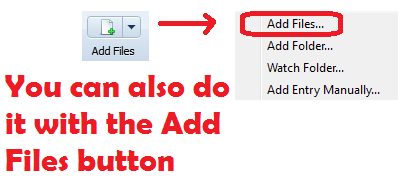 Add Files
Add Files...
Add Folder...
Watch Folder...
Add Entry Manually...
You can also do
it with the Add
Files button